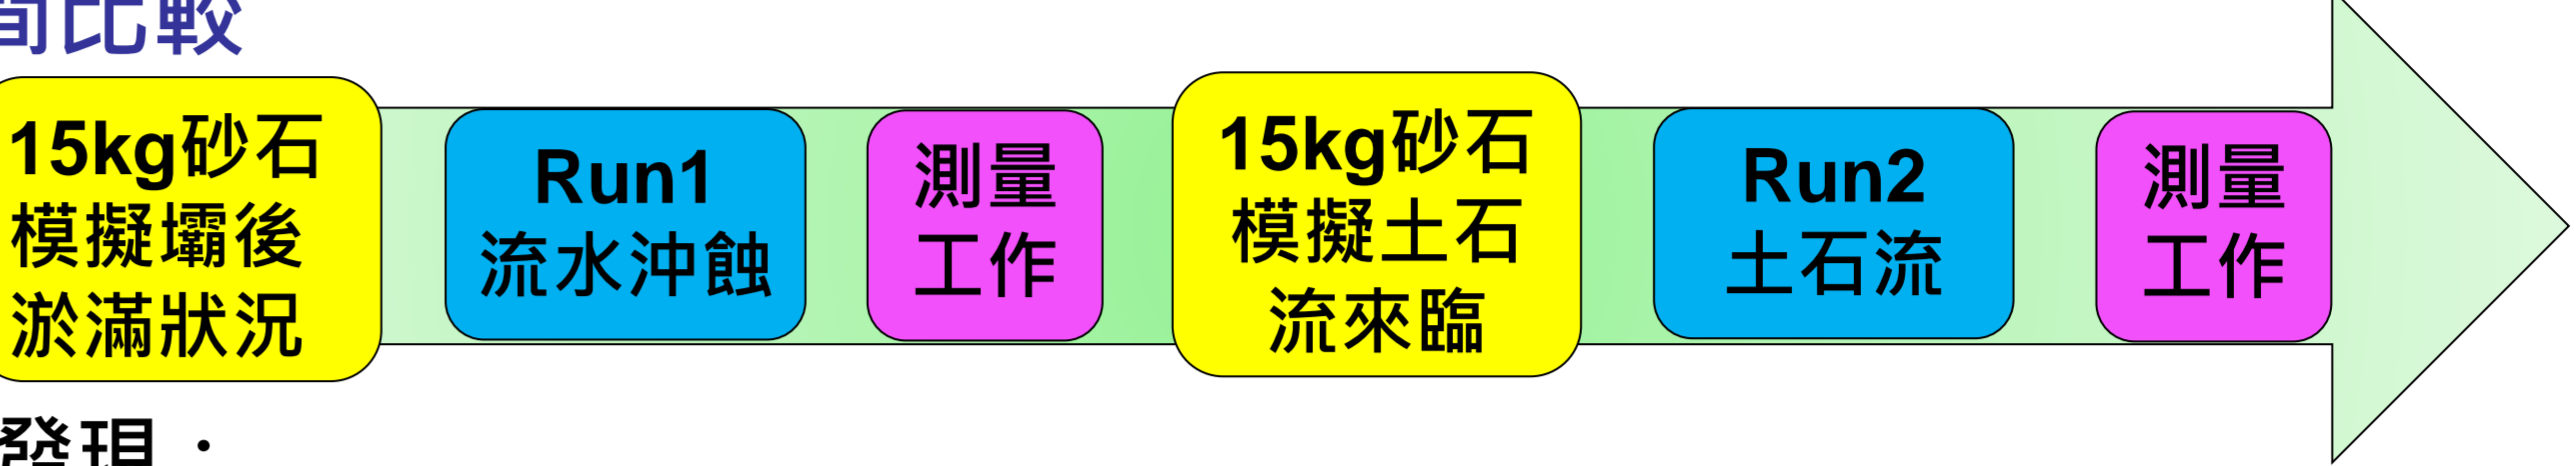 間比較
15kg砂石
模擬壩後
淤滿狀況
Run1
流水沖蝕
測量
工作
15kg砂石
模擬土石
流來臨
Run2
土石流
測量
工作
發現：